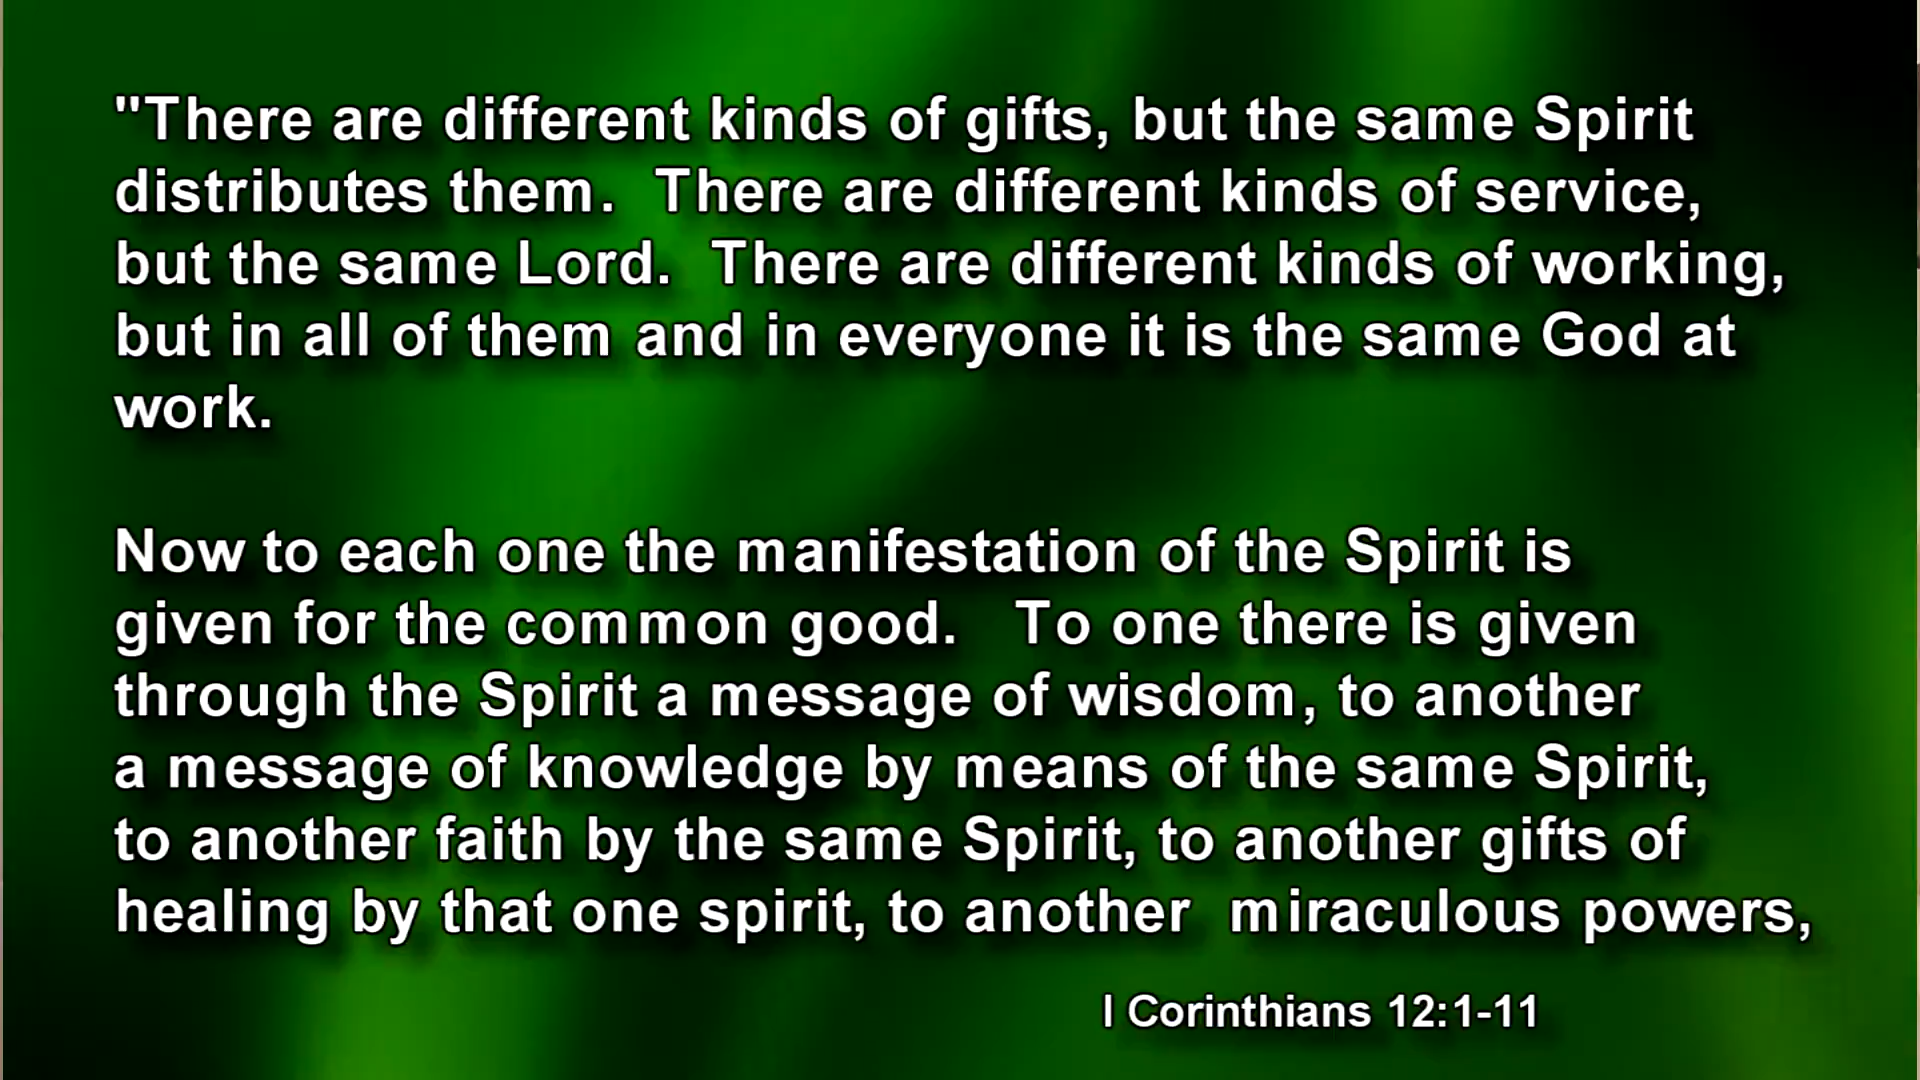 "There are different kinds of gifts, but the same Spirit
distributes them. There are different kinds of service,
but the same Lord. There are different kinds of working,
but in all of them and in everyone it is the same God at
work.
Now to each one the manifestation of the Spirit is
given for the common good. To one there is given
through the Spirit a message of wisdom, to another
a message of knowledge by means of the same Spirit,
to another faith by the same Spirit, to another gifts of
healing by that one spirit, to another miraculous powers,
I Corinthians 12:1-11